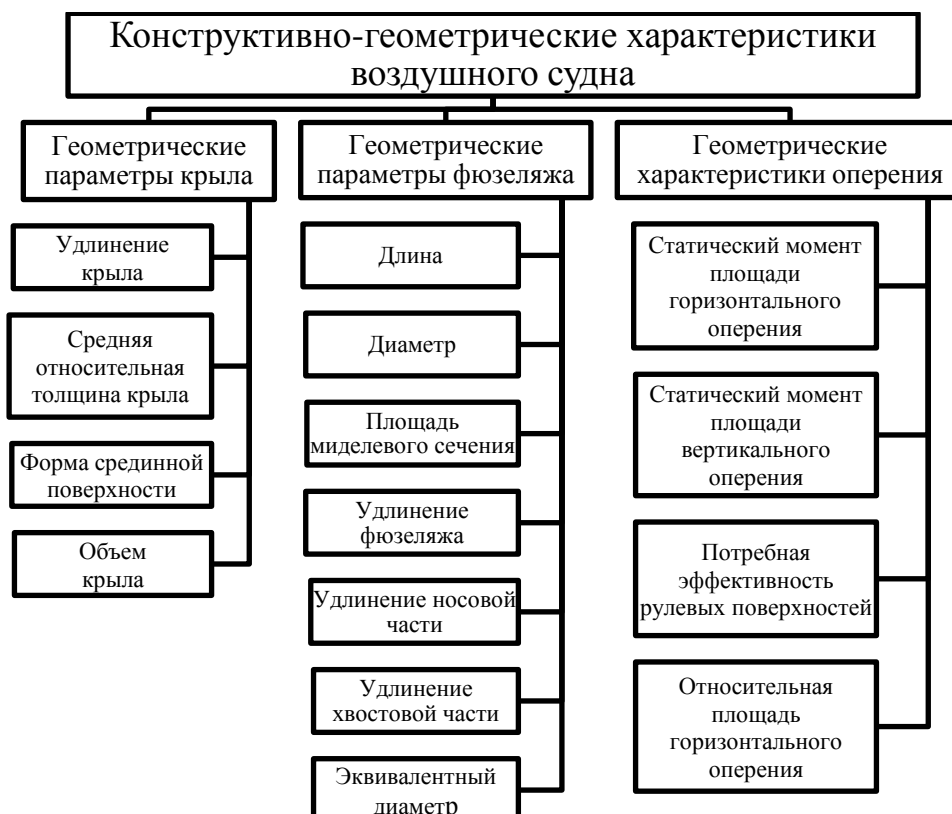 Конструктивно-геометрические характеристики
воздушного судна
Геометрические
параметры крыла
Удлинение
крыла
Средняя
относительная
толщина крыла
Форма срединной
поверхности
Объем
крыла
Геометрические
параметры фюзеляжа
Длина
Диаметр
Площадь
миделевого сечения
Удлинение
фюзеляжа
Удлинение носовой
части
Удлинение
хвостовой части
Эквивалентный
диаметр
Геометрические
характеристики оперения
Статический момент
площади
горизонтального
оперения
Статический момент
площади
вертикального
оперения
Потребная
эффективность
рулевых поверхностей
Относительная
площадь
горизонтального
оперения